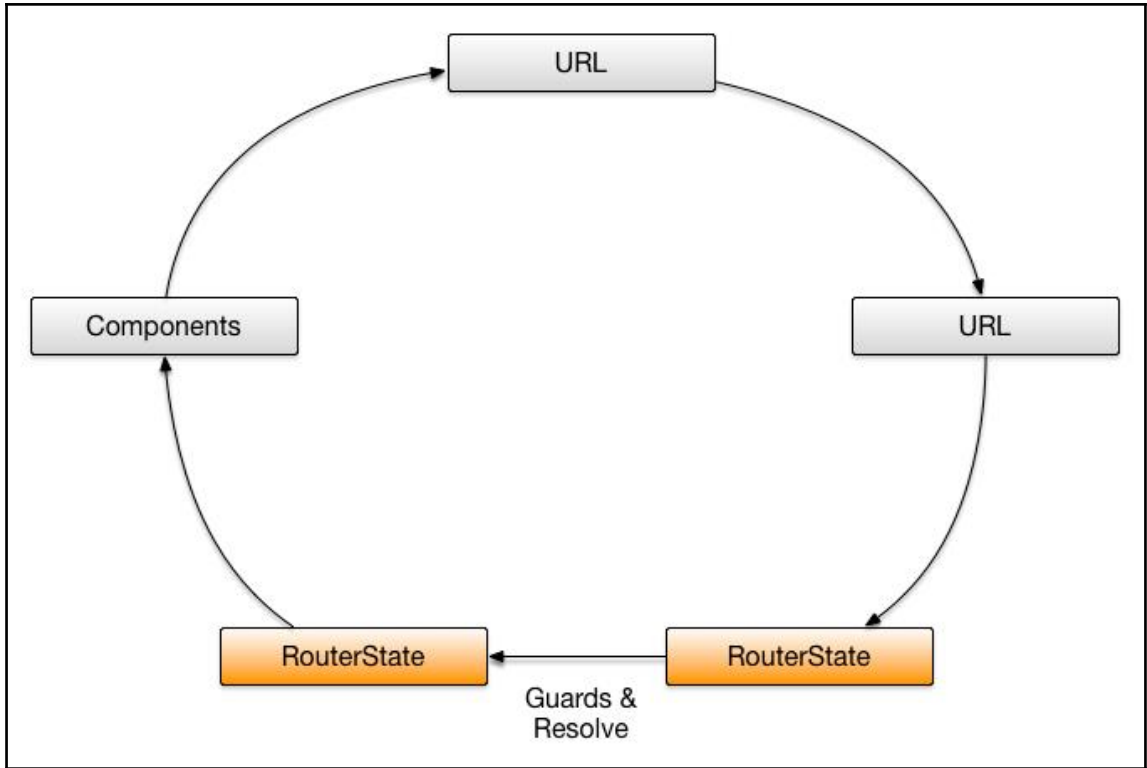 URL
Components
URL
RouterState
RouterState
Guards &
Resolve